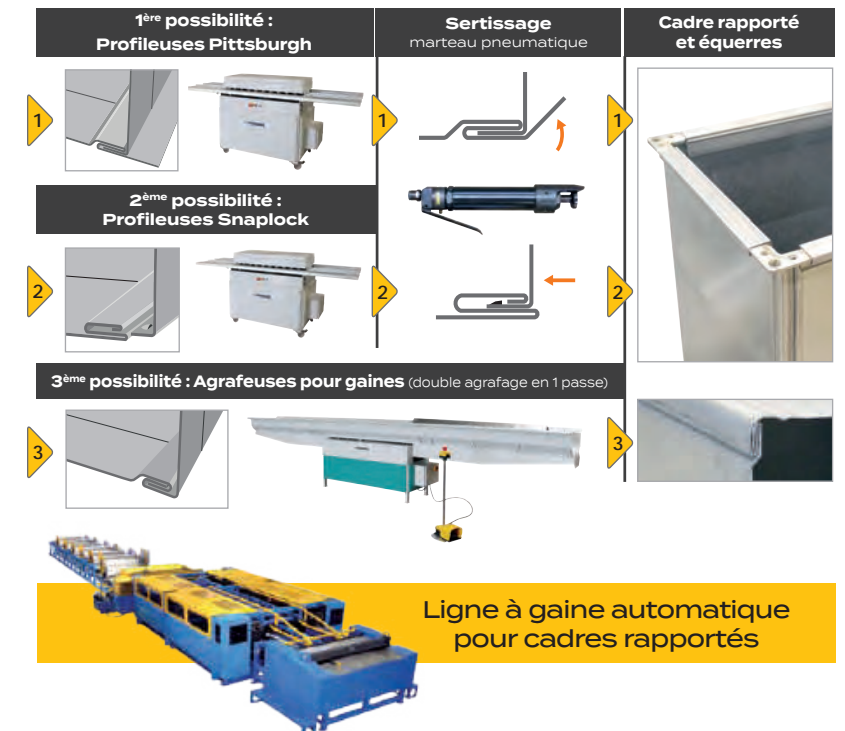 1ère possibilité :
Profileuses Pittsburgh
Sertissage
marteau pneumatique
Cadre rapporté
et équerres
1
1
1
2ème possibilité :
Profileuses Snaplock
2
2
2
3ème possibilité : Agrafeuses pour gaines (double agrafage en 1 passe)
3
3
Ligne à gaine automatique
pour cadres rapportés